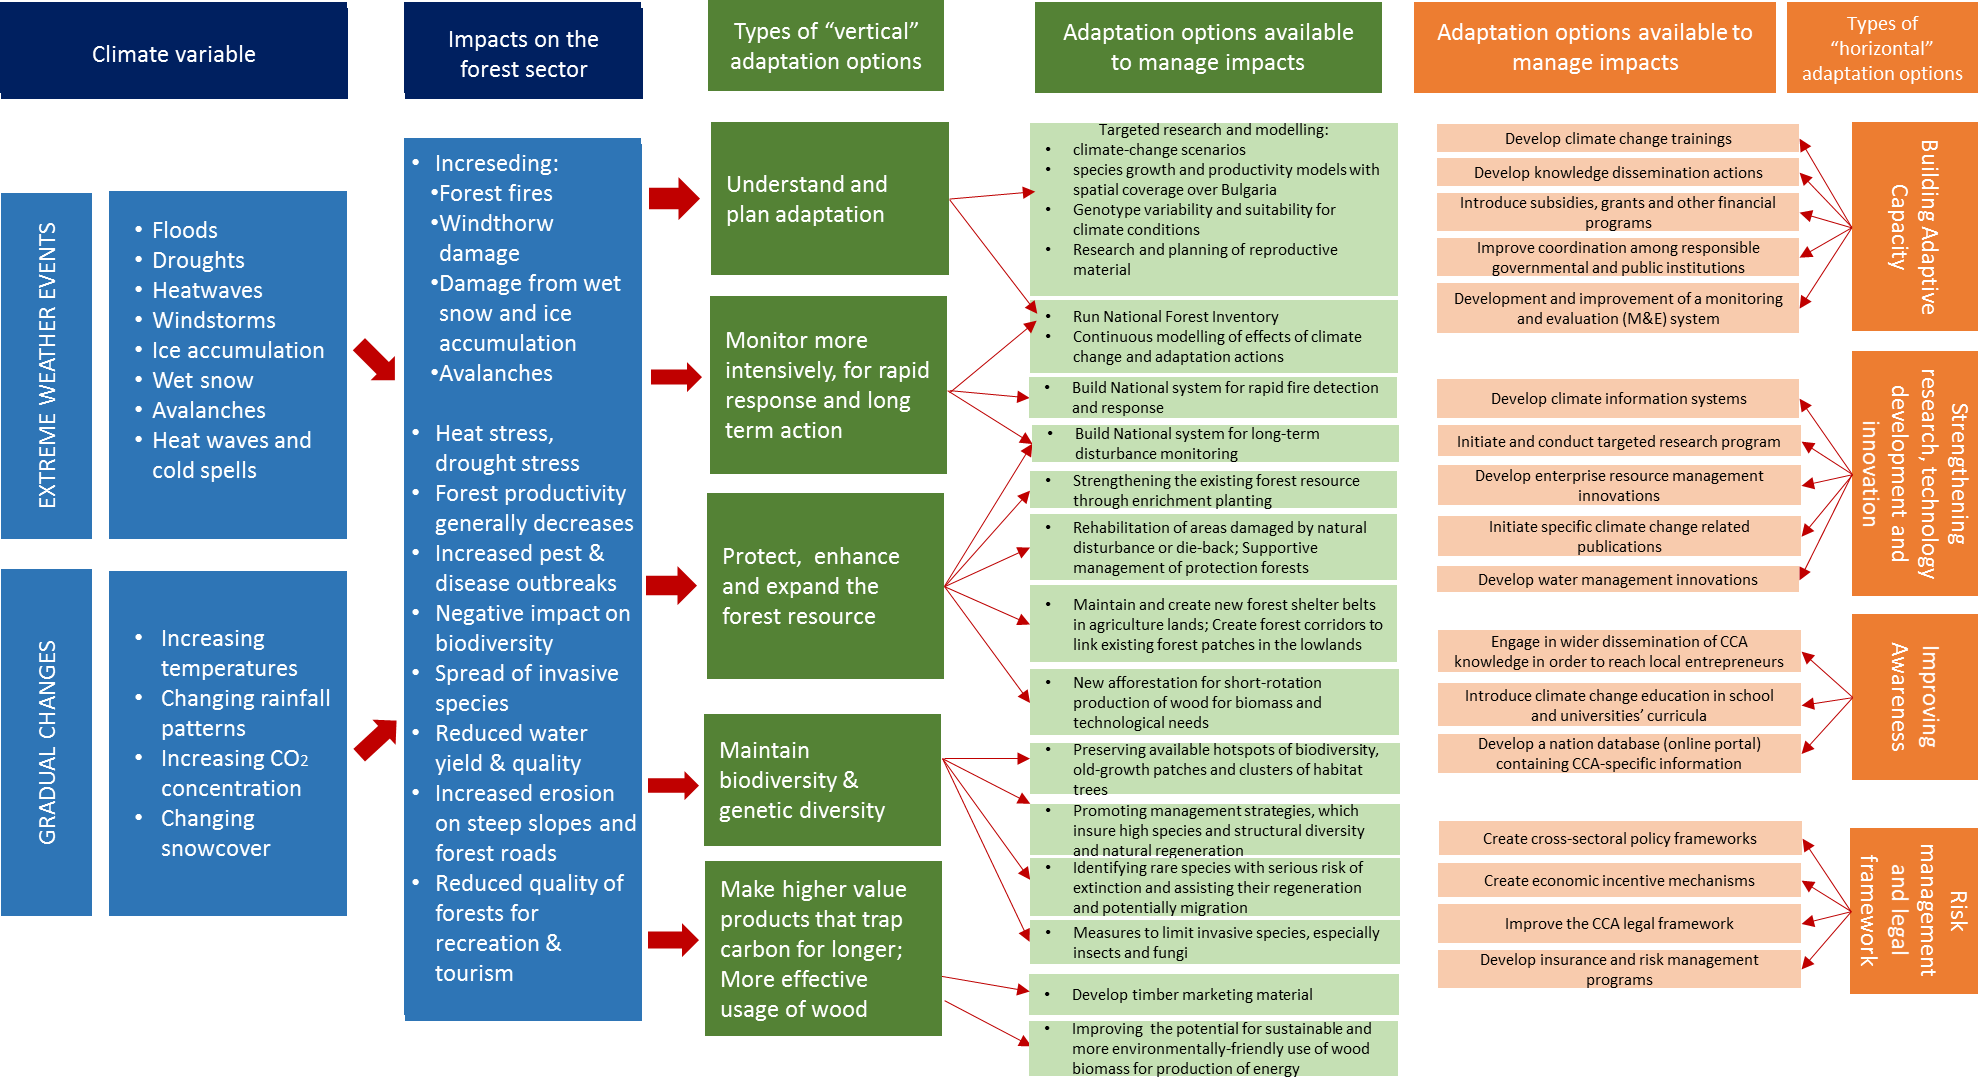 Climate variable
Impacts on the
forest sector
Types of “vertical”
adaptation options
Adaptation options available
to manage impacts
Adaptation options available to
manage impacts
Types of
“horizontal”
adaptation options
EXTREME WEATHER EVENTS
• Floods
• Droughts
• Heatwaves
• Windstorms
• Ice accumulation
• Wet snow
• Avalanches
• Heat waves and
cold spells
GRADUAL CHANGES
• Increasing
temperatures
• Changing rainfall
patterns
• Increasing CO2
concentration
• Changing
snowcover
• Increseding:
•Forest fires
•Windthorw
damage
•Damage from wet
snow and ice
accumulation
•Avalanches
• Heat stress,
drought stress
• Forest productivity
generally decreases
• Increased pest &
disease outbreaks
• Negative impact on
biodiversity
• Spread of invasive
species
• Reduced water
yield & quality
• Increased erosion
on steep slopes and
forest roads
• Reduced quality of
forests for
recreation &
tourism
Understand and
plan adaptation
Monitor more
intensively, for rapid
response and long
term action
Protect, enhance
and expand the
forest resource
Maintain
biodiversity &
genetic diversity
Make higher value
products that trap
carbon for longer;
More effective
usage of wood
Targeted research and modelling:
• climate-change scenarios
• species growth and productivity models with
spatial coverage over Bulgaria
• Genotype variability and suitability for
climate conditions
• Research and planning of reproductive
material
• Run National Forest Inventory
• Continuous modelling of effects of climate
change and adaptation actions
• Build National system for rapid fire detection
and response
• Build National system for long-term
disturbance monitoring
• Strengthening the existing forest resource
through enrichment planting
• Rehabilitation of areas damaged by natural
disturbance or die-back; Supportive
management of protection forests
• Maintain and create new forest shelter belts
in agriculture lands; Create forest corridors to
link existing forest patches in the lowlands
• New afforestation for short-rotation
production of wood for biomass and
technological needs
• Preserving available hotspots of biodiversity,
old-growth patches and clusters of habitat
trees
• Promoting management strategies, which
insure high species and structural diversity
and natural regeneration
• Identifying rare species with serious risk of
extinction and assisting their regeneration
and potentially migration
• Measures to limit invasive species, especially
insects and fungi
• Develop timber marketing material
• Improving the potential for sustainable and
more environmentally-friendly use of wood
biomass for production of energy
Develop climate change trainings
Develop knowledge dissemination actions
Introduce subsidies, grants and other financial
programs
Improve coordination among responsible
governmental and public institutions
Development and improvement of a monitoring
and evaluation (M&E) system
Building Adaptive
Capacity
Develop climate information systems
Initiate and conduct targeted research program
Develop enterprise resource management
innovations
Initiate specific climate change related
publications
Develop water management innovations
Strengthening
research, technology
development and
innovation
Engage in wider dissemination of CCA
knowledge in order to reach local entrepreneurs
Introduce climate change education in school
and universities’ curricula
Develop a nation database (online portal)
containing CCA-specific information
Improving
Awareness
Create cross-sectoral policy frameworks
Create economic incentive mechanisms
Improve the CCA legal framework
Develop insurance and risk management
programs
Risk
management
and legal
framework